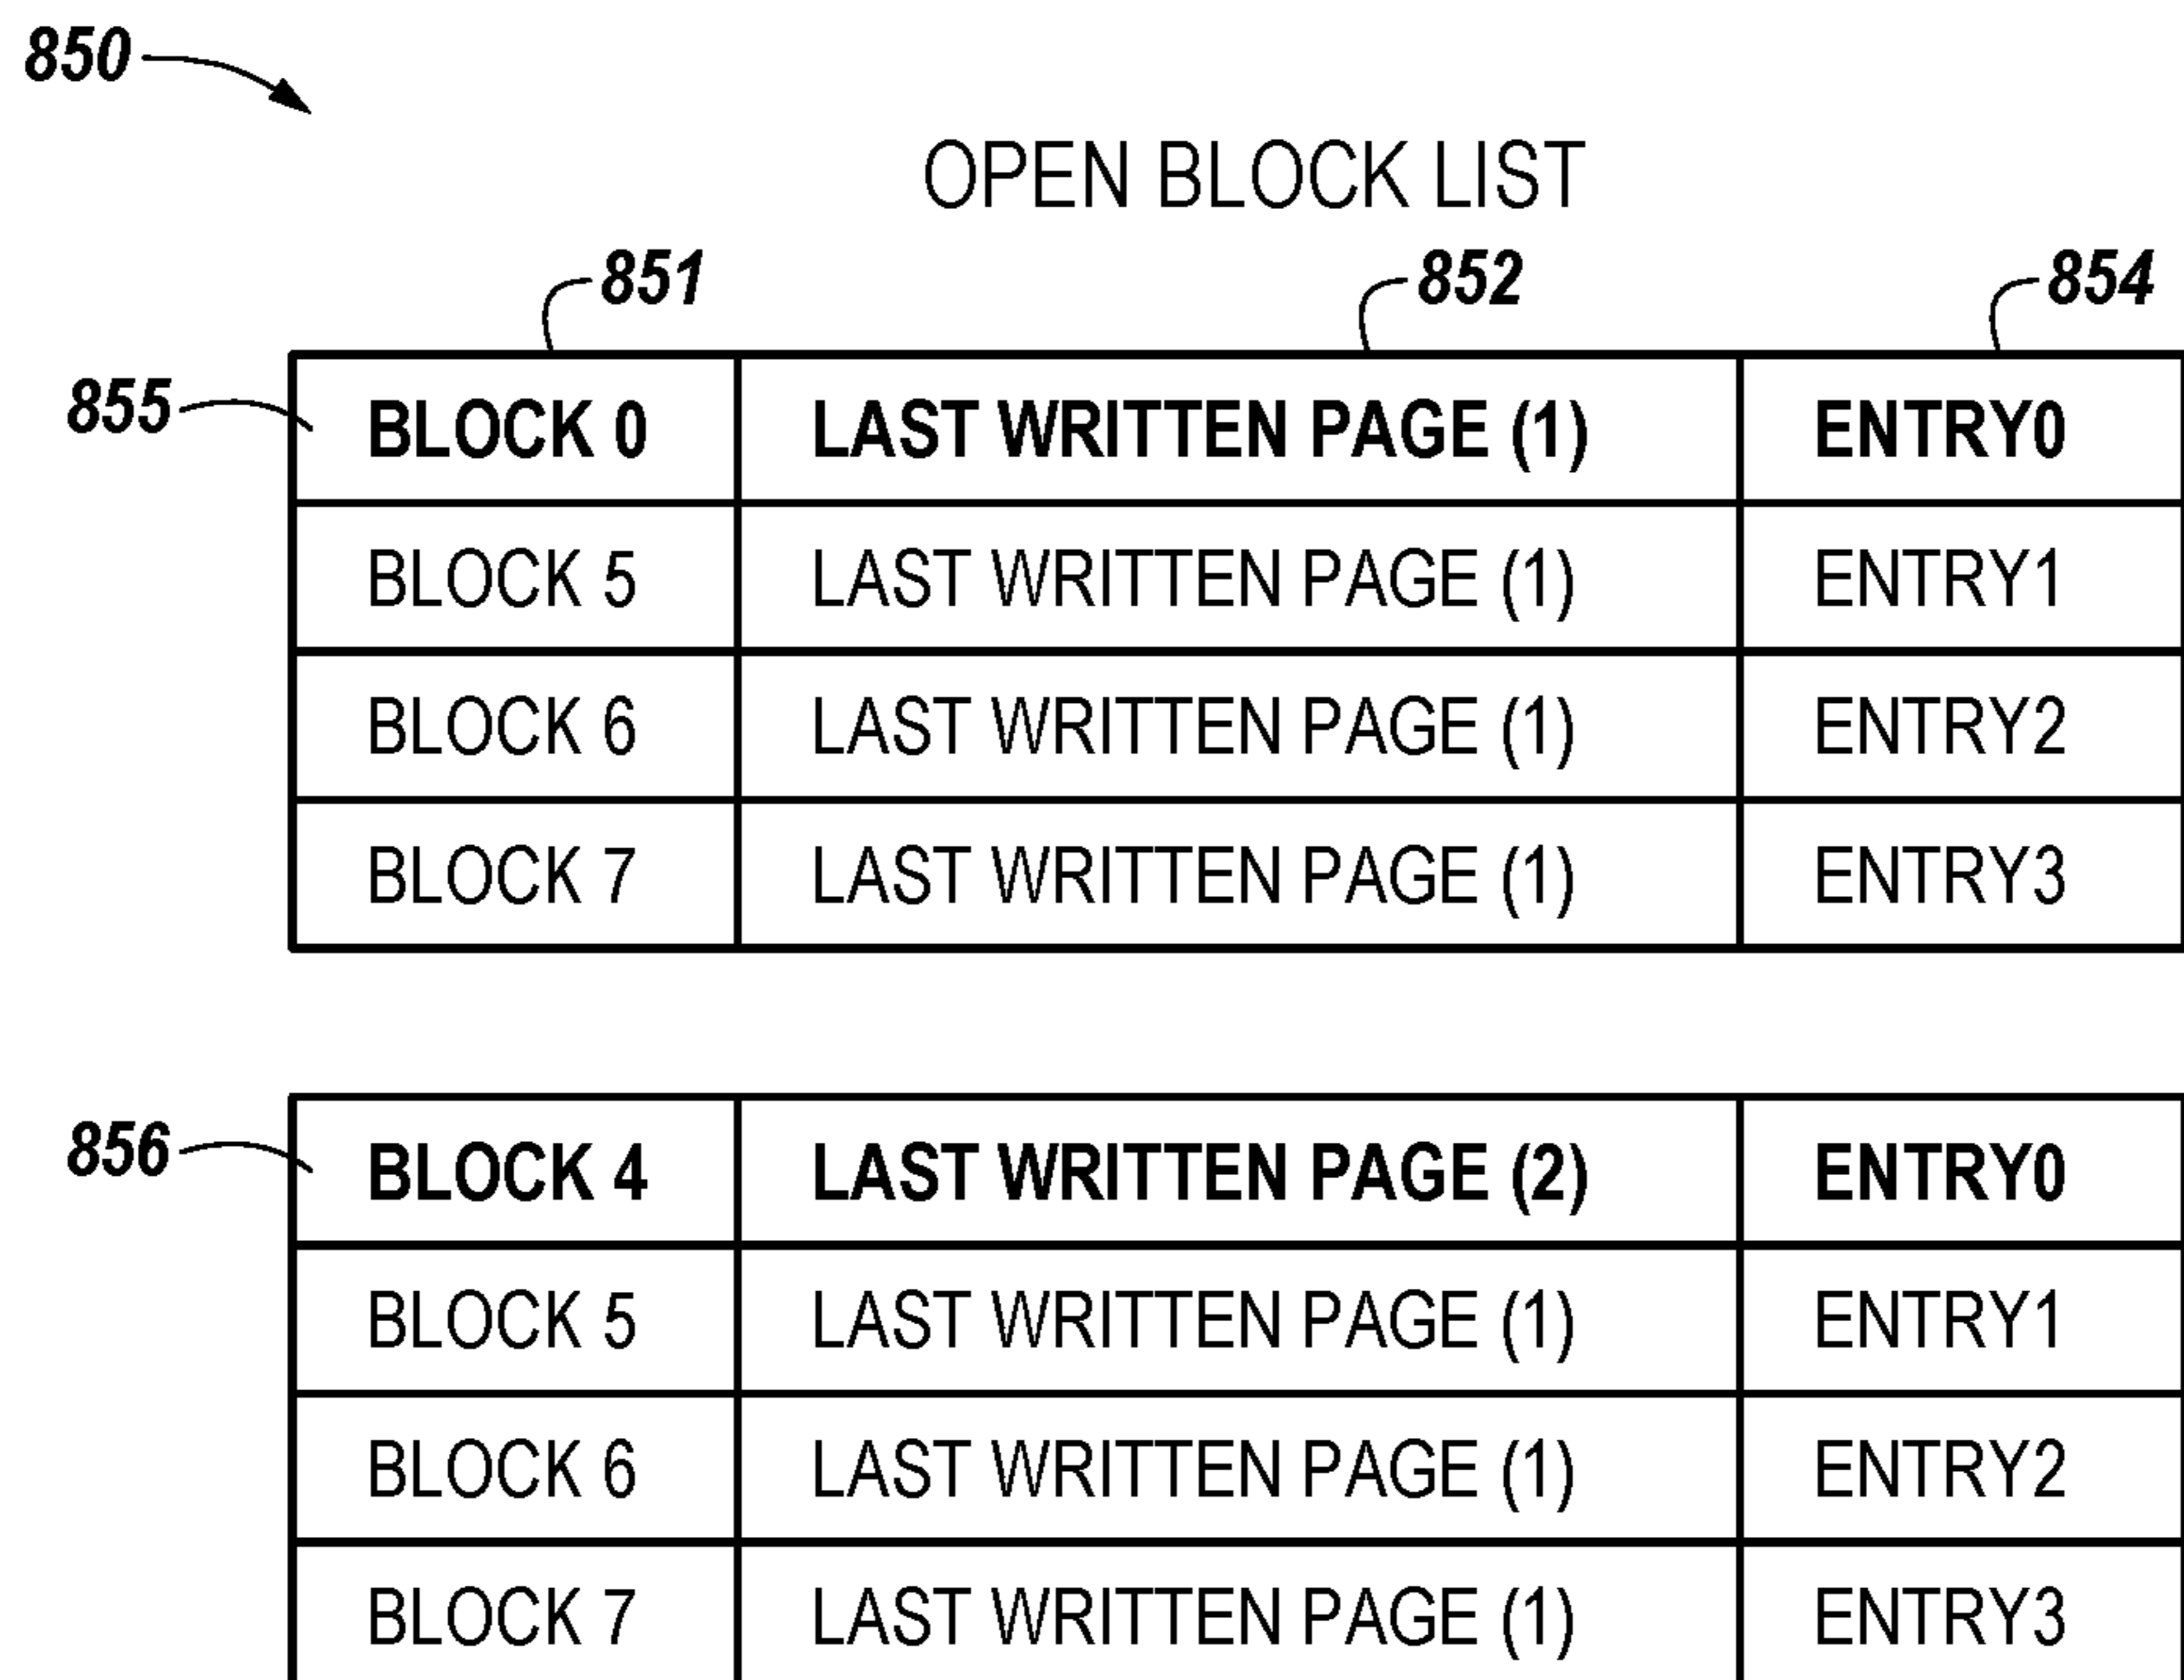 850
OPEN BLOCK LIST
851 852 854
855 BLOCK 0 LAST WRITTEN PAGE (1) ENTRY0
BLOCK 5 LAST WRITTEN PAGE (1) ENTRY1
BLOCK 6 LAST WRITTEN PAGE (1) ENTRY2
BLOCK 7 LAST WRITTEN PAGE (1) ENTRY3
856 BLOCK 4 LAST WRITTEN PAGE (2) ENTRY0
BLOCK 5 LAST WRITTEN PAGE (1) ENTRY1
BLOCK 6 LAST WRITTEN PAGE (1) ENTRY2
BLOCK 7 LAST WRITTEN PAGE (1) ENTRY3